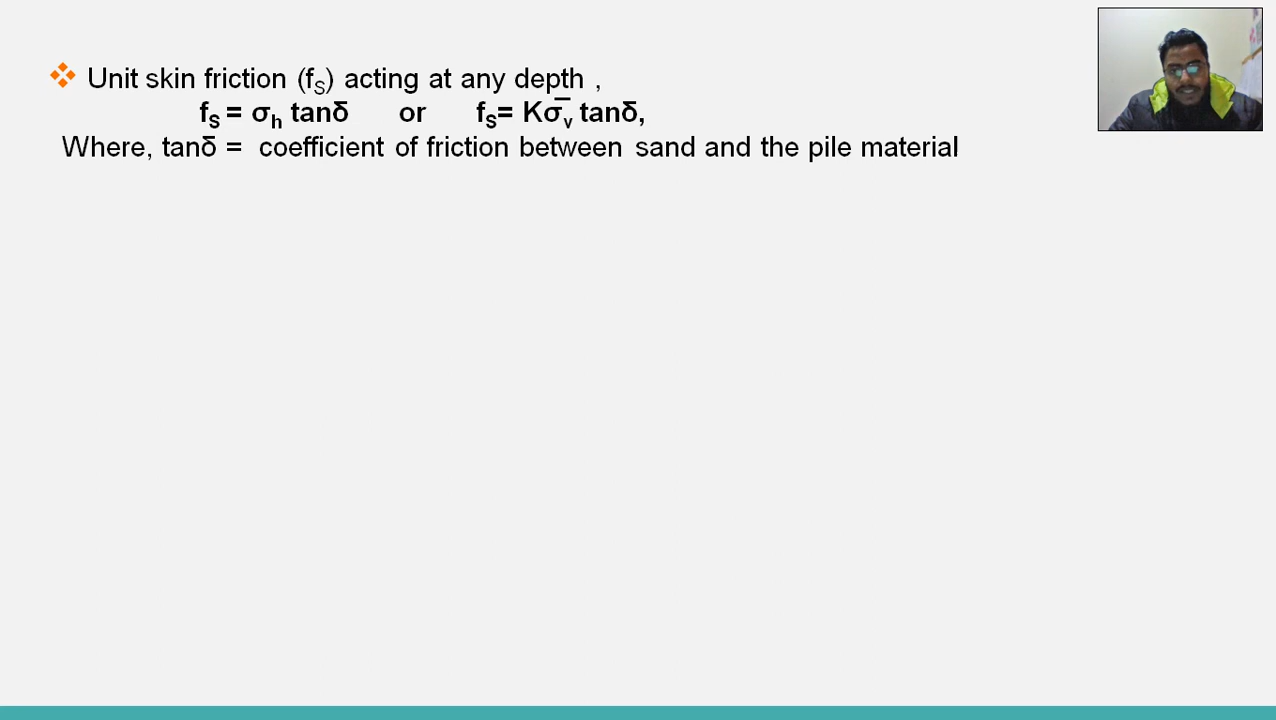 ❖ Unit skin friction (fS) acting at any depth ,
fS = σh tanδ or fS= Kσ̅v tanδ,
Where, tanδ = coefficient of friction between sand and the pile material